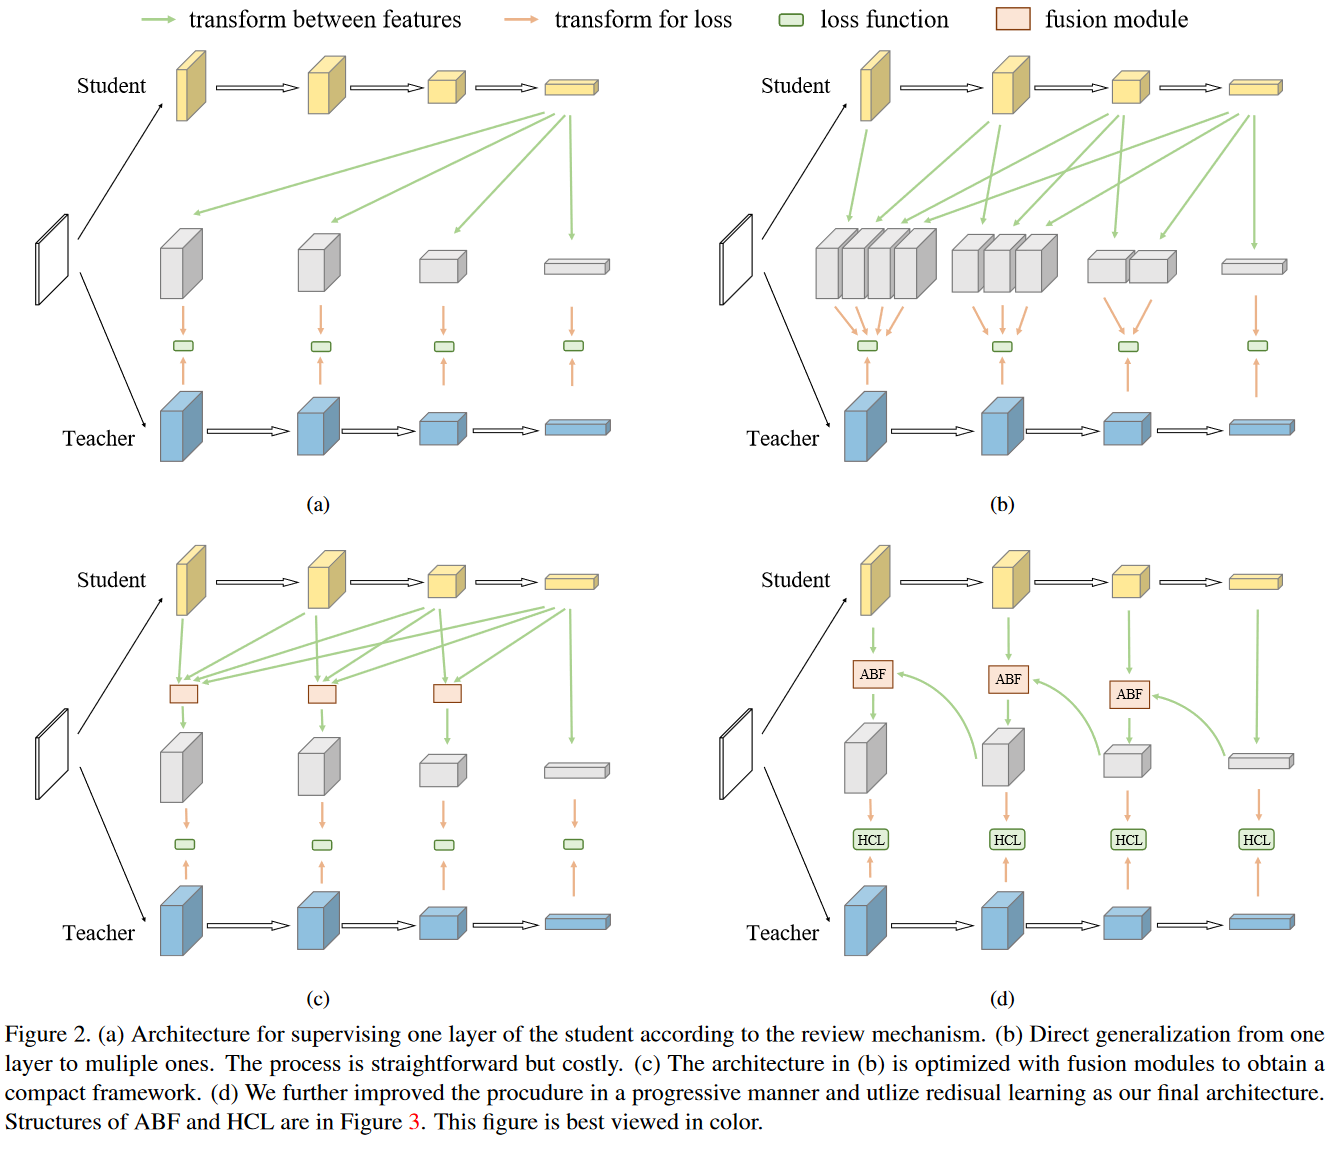 transform between features transform for loss loss function fusion module
Student
Teacher
(a)
Student
Teacher
(b)
Student
Teacher
(c)
Student
ABF
ABF
ABF
HCL
HCL
HCL
HCL
Teacher
(d)
Figure 2. (a) Architecture for supervising one layer of the student according to the review mechanism. (b) Direct generalization from one
layer to muliple ones. The process is straightforward but costly. (c) The architecture in (b) is optimized with fusion modules to obtain a
compact framework. (d) We further improved the procudure in a progressive manner and utlize redisual learning as our final architecture.
Structures of ABF and HCL are in Figure 3. This figure is best viewed in color.